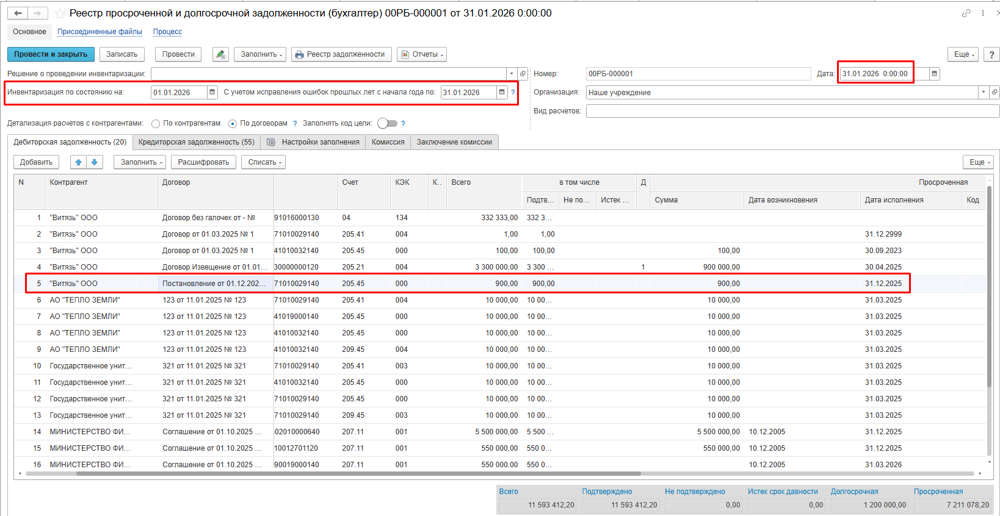 Реестр просроченной и долгосрочной задолженности (бухгалтер) 00РБ-000001 от 31.01.2026 0:00:00
Основное Присоединенные файлы Процесс
Провести и закрыть Записать Провести Заполнить Реестр задолженности Отчеты Еще ?
Решение о проведении инвентаризации: Номер: 00РБ-000001 Дата: 31.01.2026 0:00:00
Инвентаризация по состоянию на: 01.01.2026 С учетом исправления ошибок прошлых лет с начала года по: 31.01.2026 ? Организация: Наше учреждение
Вид расчетов:
Детализация расчетов с контрагентами: По контрагентам По договорам ? Заполнять код цели: ?
Дебиторская задолженность (20) Кредиторская задолженность (55) Настройки заполнения Комиссия Заключение комиссии
Добавить Заполнить Расшифровать Списать Еще
N Контрагент Договор Счет КЭК К... Всего в том числе Д Просроченная
Подтв... Не по... Истек ... Сумма Дата возникновения Дата исполнения Код
1 "Витязь" ООО Договор без галочек от - № 91016000130 04 134 332 333,00 332 3...
2 "Витязь" ООО Договор от 01.03.2025 № 1 71010029140 205.41 004 1,00 1,00 31.12.2999
3 "Витязь" ООО Договор от 01.03.2025 № 1 41010032140 205.45 000 100,00 100,00 100,00 30.09.2023
4 "Витязь" ООО Договор Извещение от 01.01... 30000000120 205.21 004 3 300 000,00 3 300 ... 1 900 000,00 30.04.2025
5 "Витязь" ООО Постановление от 01.12.202... 71010029140 205.45 000 900,00 900,00 900,00 31.12.2025
6 АО "ТЕПЛО ЗЕМЛИ" 123 от 11.01.2025 № 123 71010029140 205.41 004 10 000,00 10 00... 10 000,00 31.03.2025
7 АО "ТЕПЛО ЗЕМЛИ" 123 от 11.01.2025 № 123 41019000140 205.45 000 10 000,00 10 00... 10 000,00 31.03.2025
8 АО "ТЕПЛО ЗЕМЛИ" 123 от 11.01.2025 № 123 41010032140 205.45 000 10 000,00 10 00... 10 000,00 31.03.2025
9 АО "ТЕПЛО ЗЕМЛИ" 123 от 11.01.2025 № 123 41010032140 209.45 004 10 000,00 10 00... 10 000,00 31.03.2025
10 Государственное унит... 321 от 11.01.2025 № 321 71010029140 205.41 003 10 000,00 10 00... 10 000,00 31.03.2025
11 Государственное унит... 321 от 11.01.2025 № 321 41010032140 205.45 000 10 000,00 10 00... 10 000,00 31.03.2025
12 Государственное унит... 321 от 11.01.2025 № 321 71010029140 205.45 000 10 000,00 10 00... 10 000,00 31.03.2025
13 Государственное унит... 321 от 11.01.2025 № 321 71010029140 209.45 003 10 000,00 10 00... 10 000,00 31.03.2025
14 МИНИСТЕРСТВО ФИ... Соглашение от 01.10.2025 ... 02010000640 207.11 001 5 500 000,00 5 500 ... 5 500 000,00 10.12.2005 31.12.2025
15 МИНИСТЕРСТВО ФИ... Соглашение от 01.10.2025 ... 10012701120 207.11 001 550 000,00 550 0... 550 000,00 10.12.2005 31.12.2025
16 МИНИСТЕРСТВО ФИ... Соглашение от 01.10.2025 ... 90019000140 207.11 001 550 000,00 550 0... 10.12.2005 31.03.2026
Всего Подтверждено Не подтверждено Истек срок давности Долгосрочная Просроченная
11 593 412,20 11 593 412,20 0,00 0,00 1 200 000,00 7 211 078,20